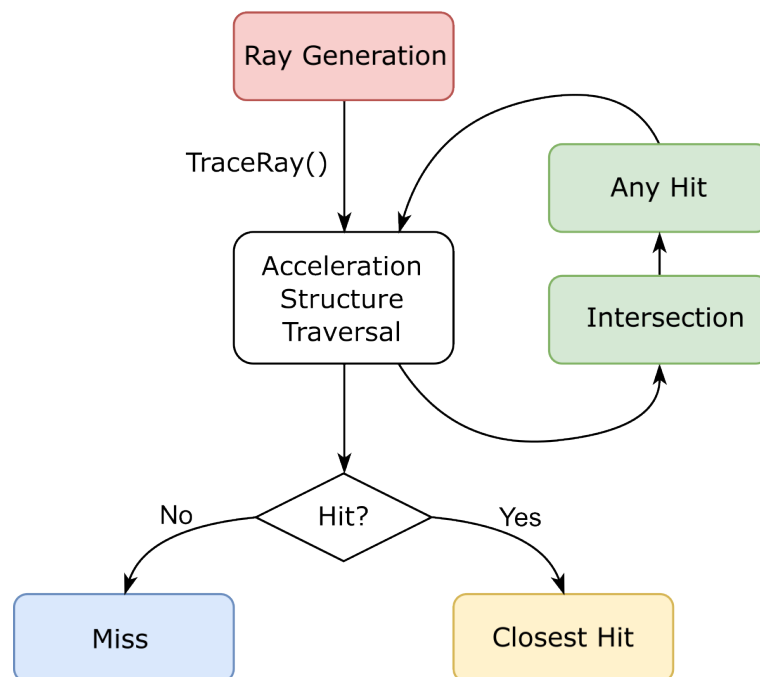 Ray Generation
TraceRay()
Any Hit
Acceleration
Structure
Traversal
Intersection
Hit?
No
Yes
Miss
Closest Hit